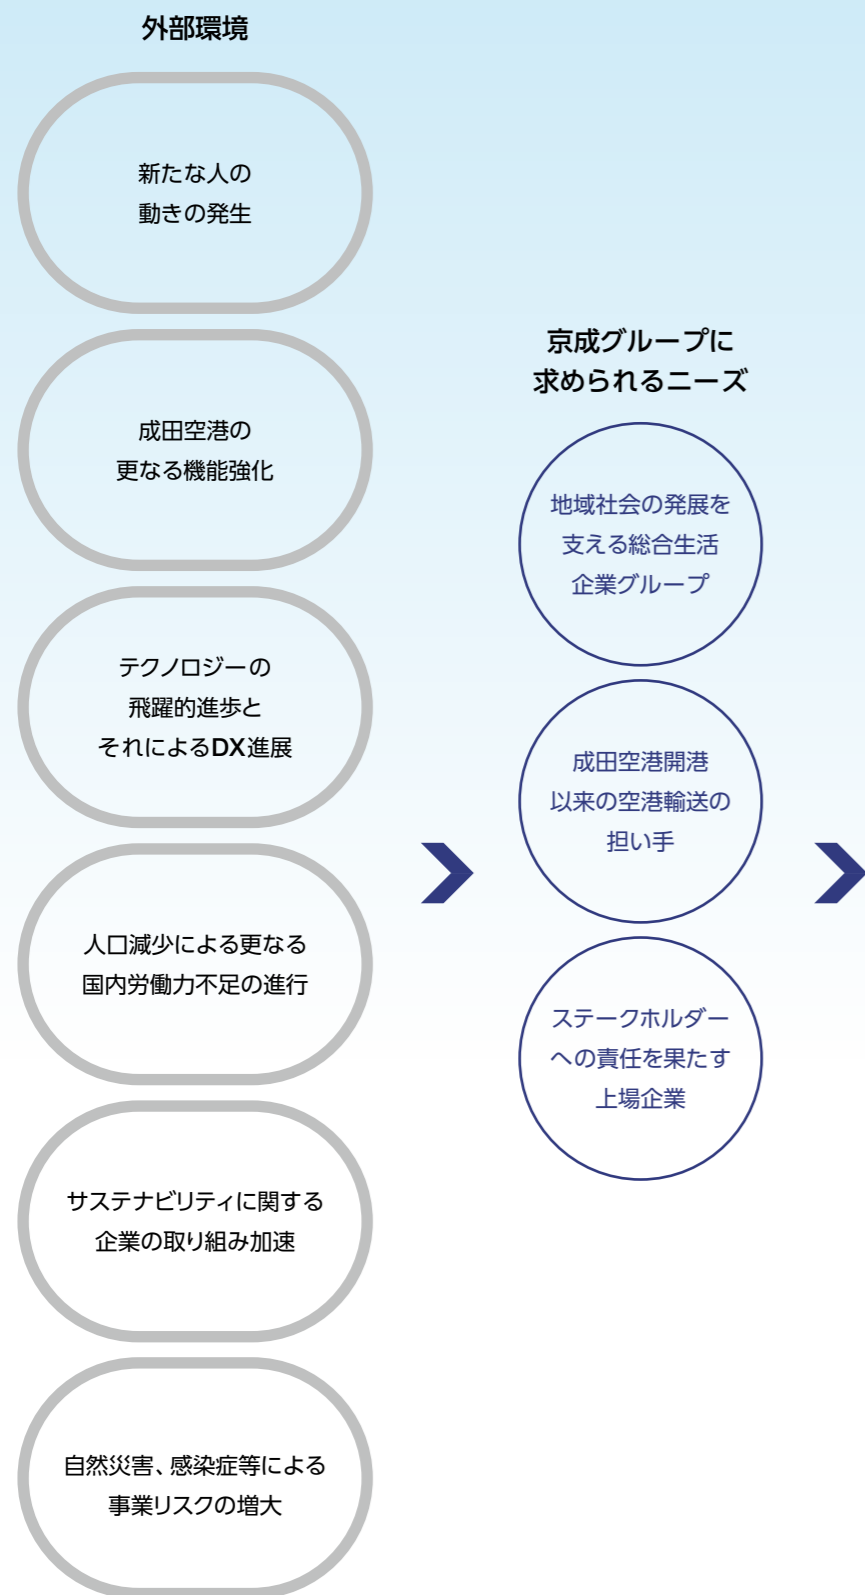 外部環境
新たな人の
動きの発生
成田空港の
更なる機能強化
テクノロジーの
飛躍的進歩と
それによるDX進展
人口減少による更なる
国内労働力不足の進行
サステナビリティに関する
企業の取り組み加速
自然災害、感染症等による
事業リスクの増大
京成グループに
求められるニーズ
地域社会の発展を
支える総合生活
企業グループ
成田空港開港
以来の空港輸送の
担い手
ステークホルダー
への責任を果たす
上場企業